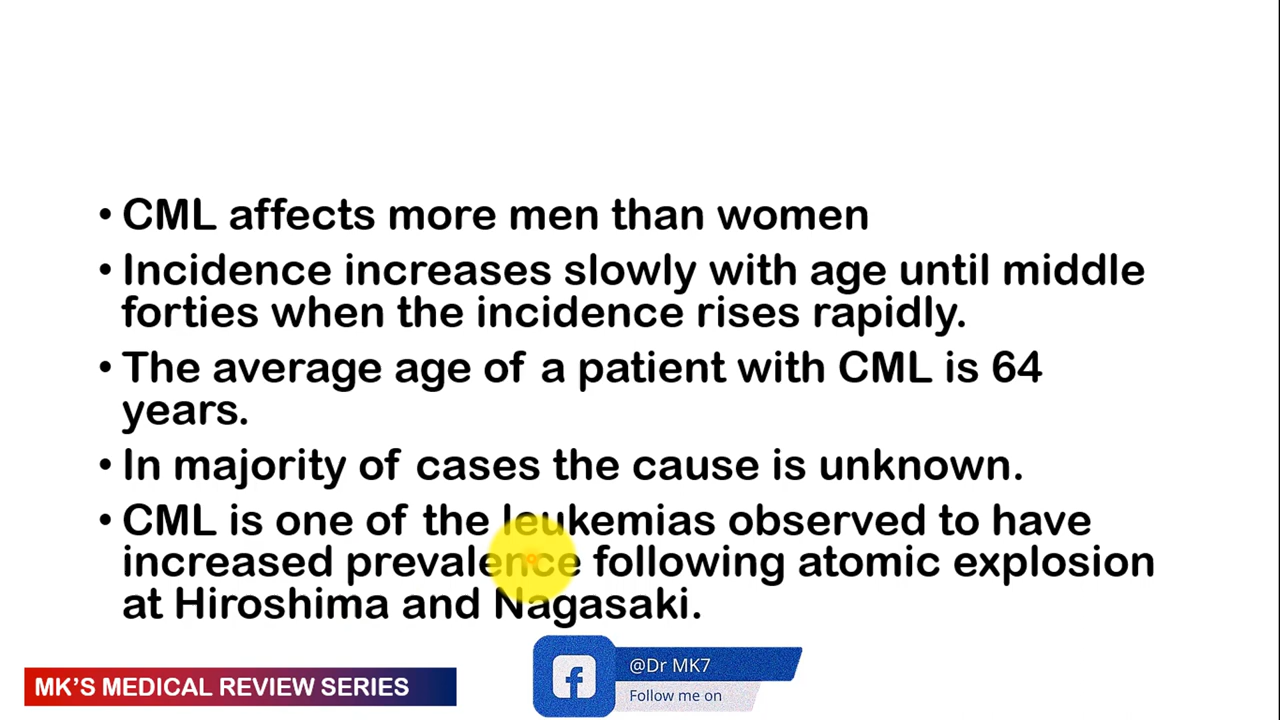 • CML affects more men than women
• Incidence increases slowly with age until middle
forties when the incidence rises rapidly.
• The average age of a patient with CML is 64
years.
• In majority of cases the cause is unknown.
• CML is one of the leukemias observed to have
increased prevalence following atomic explosion
at Hiroshima and Nagasaki.
@Dr MK7
Follow me on
MK'S MEDICAL REVIEW SERIES